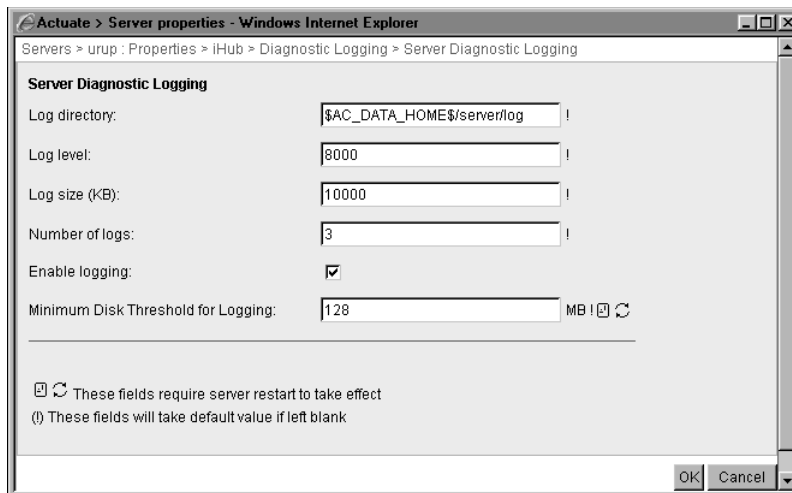 Actuate > Server properties - Windows Internet Explorer
Servers > urup : Properties > iHub > Diagnostic Logging > Server Diagnostic Logging
Server Diagnostic Logging
Log directory: $AC_DATA_HOME$/server/log !
Log level: 8000 !
Log size (KB): 10000 !
Number of logs: 3 !
Enable logging:
Minimum Disk Threshold for Logging: 128 MB !
These fields require server restart to take effect
(!) These fields will take default value if left blank
OK Cancel